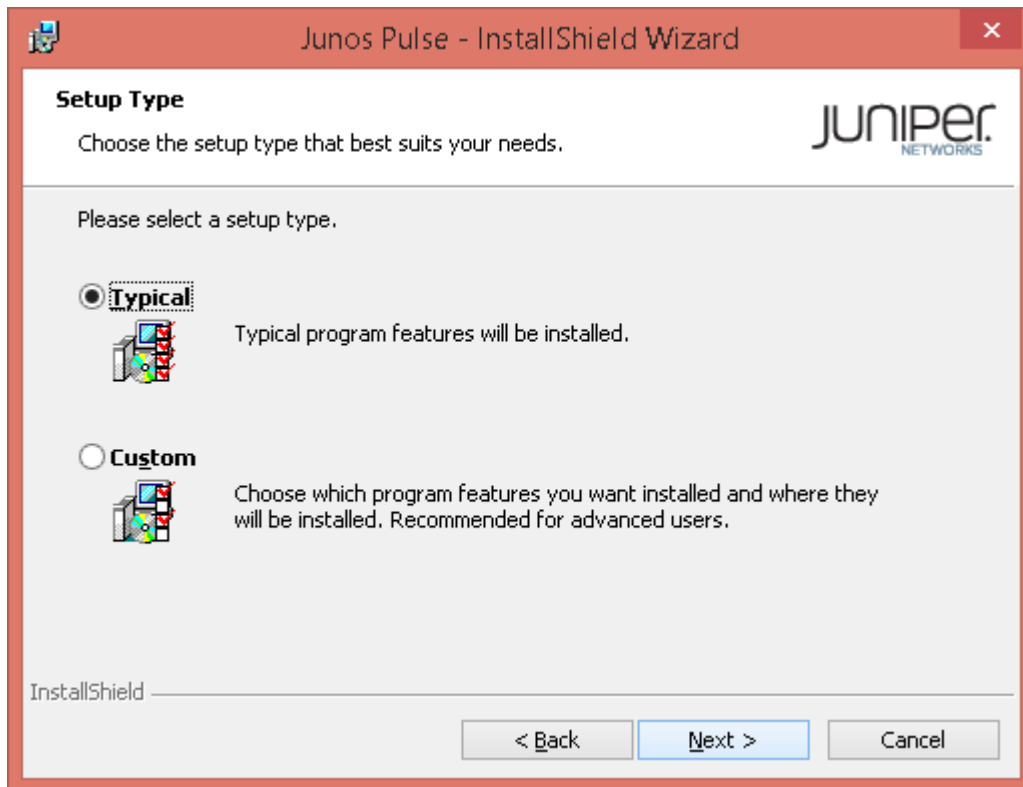 Junos Pulse - InstallShield Wizard
Setup Type
Choose the setup type that best suits your needs.
JUNIPer
NETWORKS
Please select a setup type.
Typical
Typical program features will be installed.
Custom
Choose which program features you want installed and where they
will be installed. Recommended for advanced users.
InstallShield
< Back
Next >
Cancel